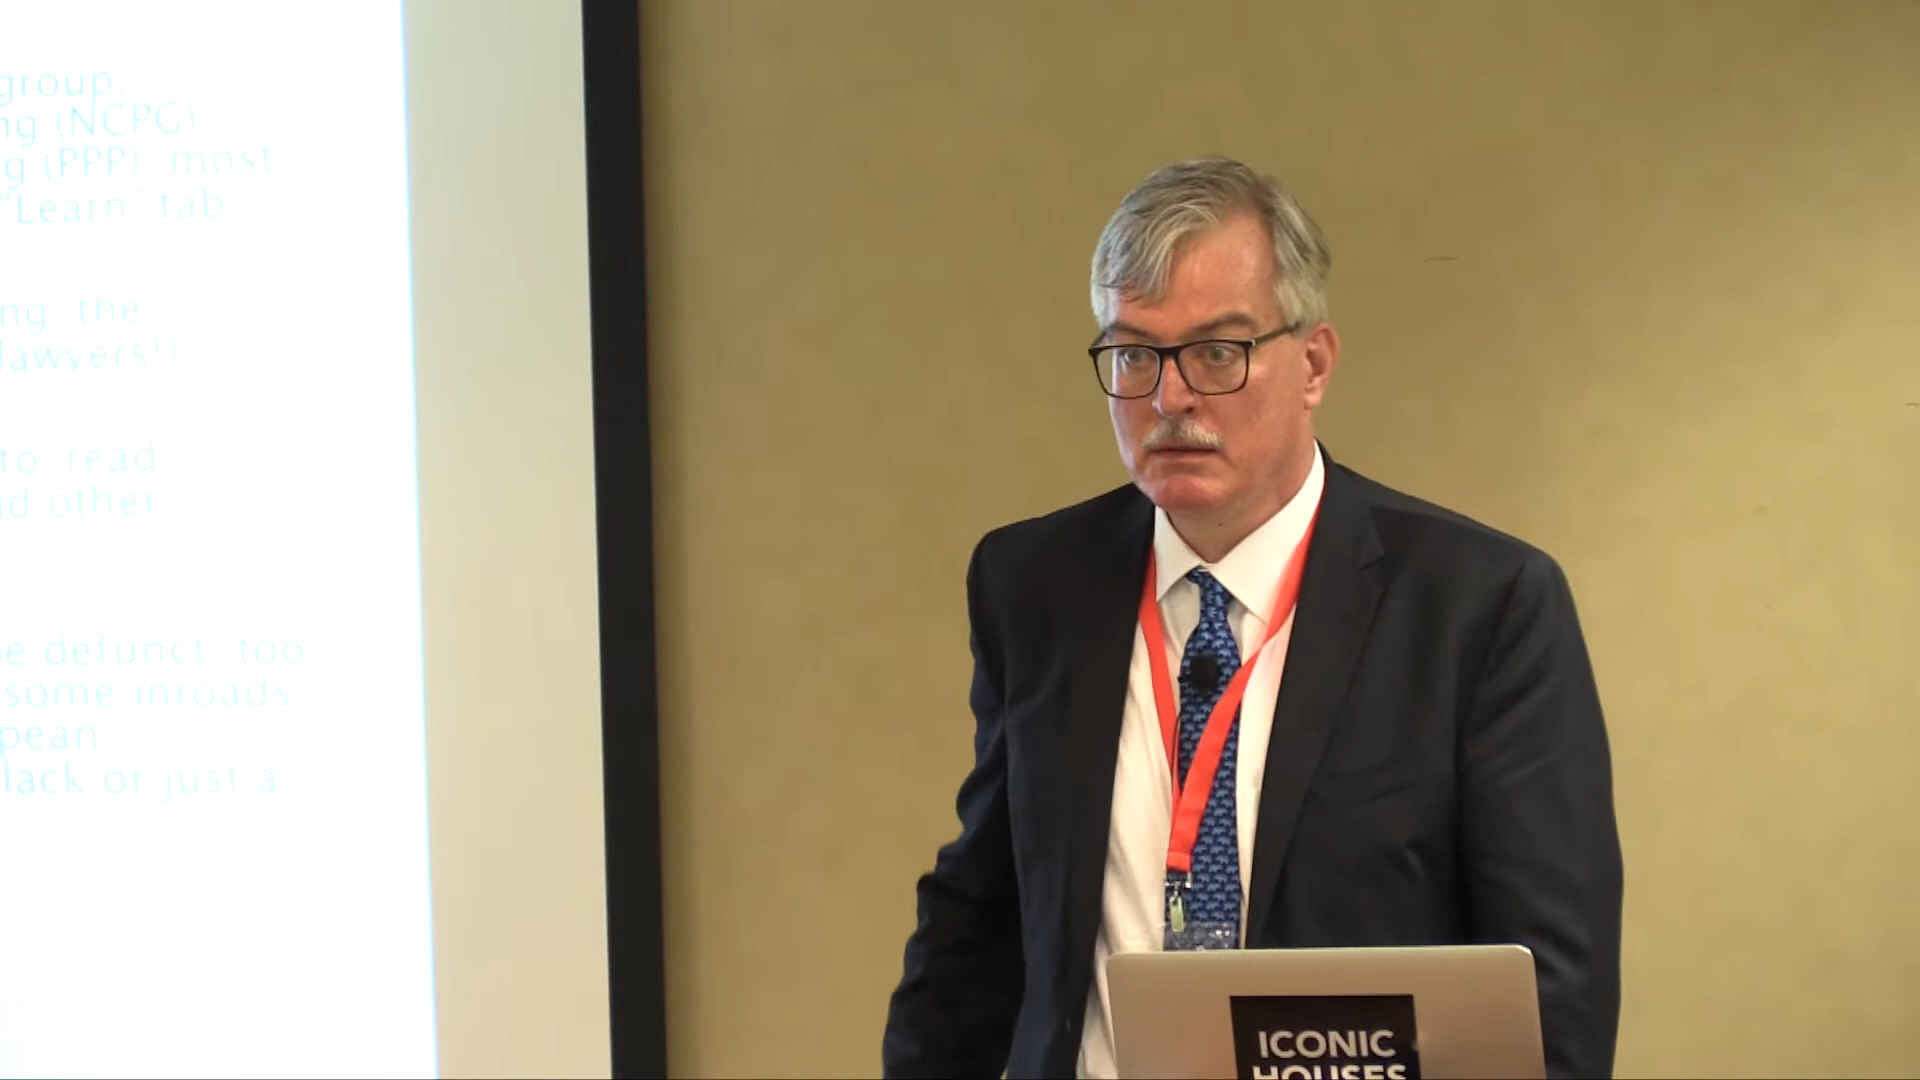 group,
ng (NCPG)
g (PPP) most
"Learn" tab
ng the
lawyers!)
to read
d other
e defunct, too
some inroads
pean
lack or just a
ICONIC
HOUSES